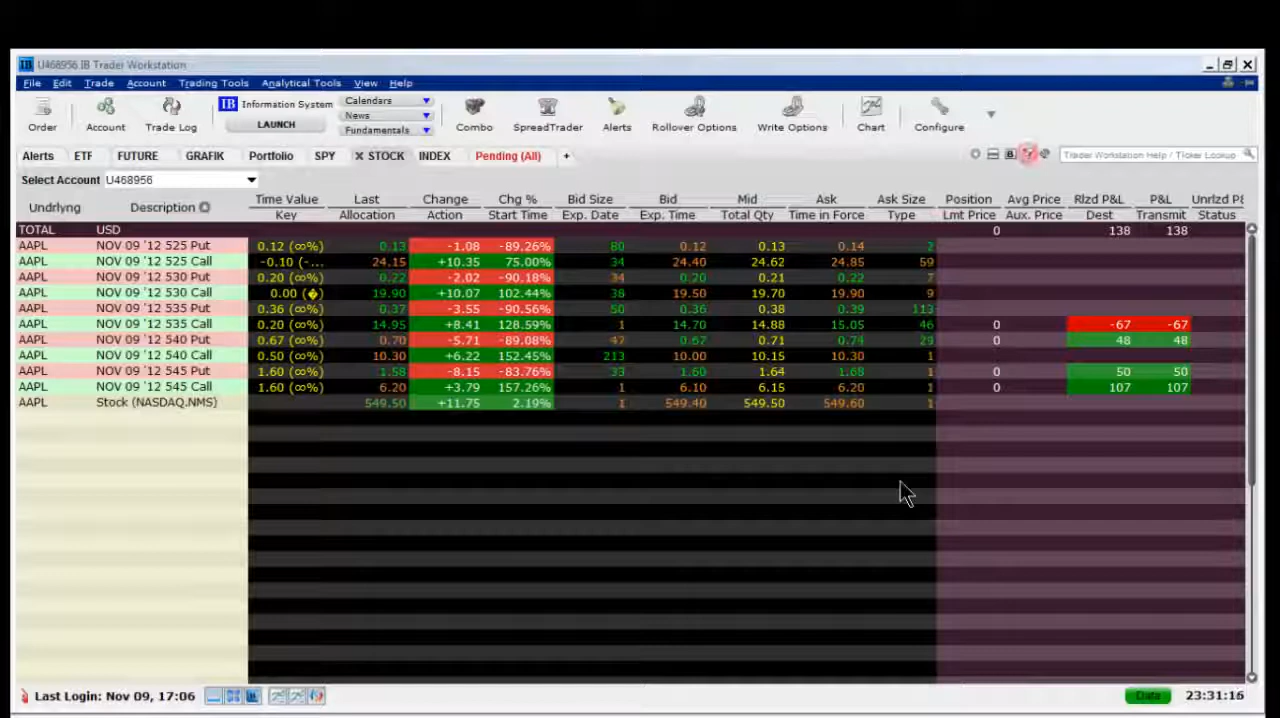 U468956 IB Trader Workstation
File Edit Trade Account Trading Tools Analytical Tools View Help
Order Account Trade Log IB Information System LAUNCH Calendars News Fundamentals Combo SpreadTrader Alerts Rollover Options Write Options Chart Configure
Alerts ETF FUTURE GRAFIK Portfolio SPY X STOCK INDEX Pending (All) + Trader Workstation Help / Ticker Lookup
Select Account U468956
Undrlyng Description Time Value Last Change Chg % Bid Size Bid Mid Ask Ask Size Position Avg Price Rlzd P&L P&L Unrlzd P&
Key Allocation Action Start Time Exp. Date Exp. Time Total Qty Time in Force Type Lmt Price Aux. Price Dest Transmit Status
TOTAL USD 0 138 138
AAPL NOV 09 '12 525 Put 0.12 (∞%) 0.13 -1.08 -89.26% 80 0.12 0.13 0.14 2
AAPL NOV 09 '12 525 Call -0.10 (-... 24.15 +10.35 75.00% 34 24.40 24.62 24.85 59
AAPL NOV 09 '12 530 Put 0.20 (∞%) 0.22 -2.02 -90.18% 34 0.20 0.21 0.22 7
AAPL NOV 09 '12 530 Call 0.00 (�) 19.90 +10.07 102.44% 38 19.50 19.70 19.90 9
AAPL NOV 09 '12 535 Put 0.36 (∞%) 0.37 -3.55 -90.56% 50 0.36 0.38 0.39 113
AAPL NOV 09 '12 535 Call 0.20 (∞%) 14.95 +8.41 128.59% 1 14.70 14.88 15.05 46 0 -67 -67
AAPL NOV 09 '12 540 Put 0.67 (∞%) 0.70 -5.71 -89.08% 47 0.67 0.71 0.74 29 0 48 48
AAPL NOV 09 '12 540 Call 0.50 (∞%) 10.30 +6.22 152.45% 213 10.00 10.15 10.30 1
AAPL NOV 09 '12 545 Put 1.60 (∞%) 1.58 -8.15 -83.76% 33 1.60 1.64 1.68 1 0 50 50
AAPL NOV 09 '12 545 Call 1.60 (∞%) 6.20 +3.79 157.26% 1 6.10 6.15 6.20 1 0 107 107
AAPL Stock (NASDAQ.NMS) 549.50 +11.75 2.19% 1 549.40 549.50 549.60 1
Last Login: Nov 09, 17:06 Data 23:31:16